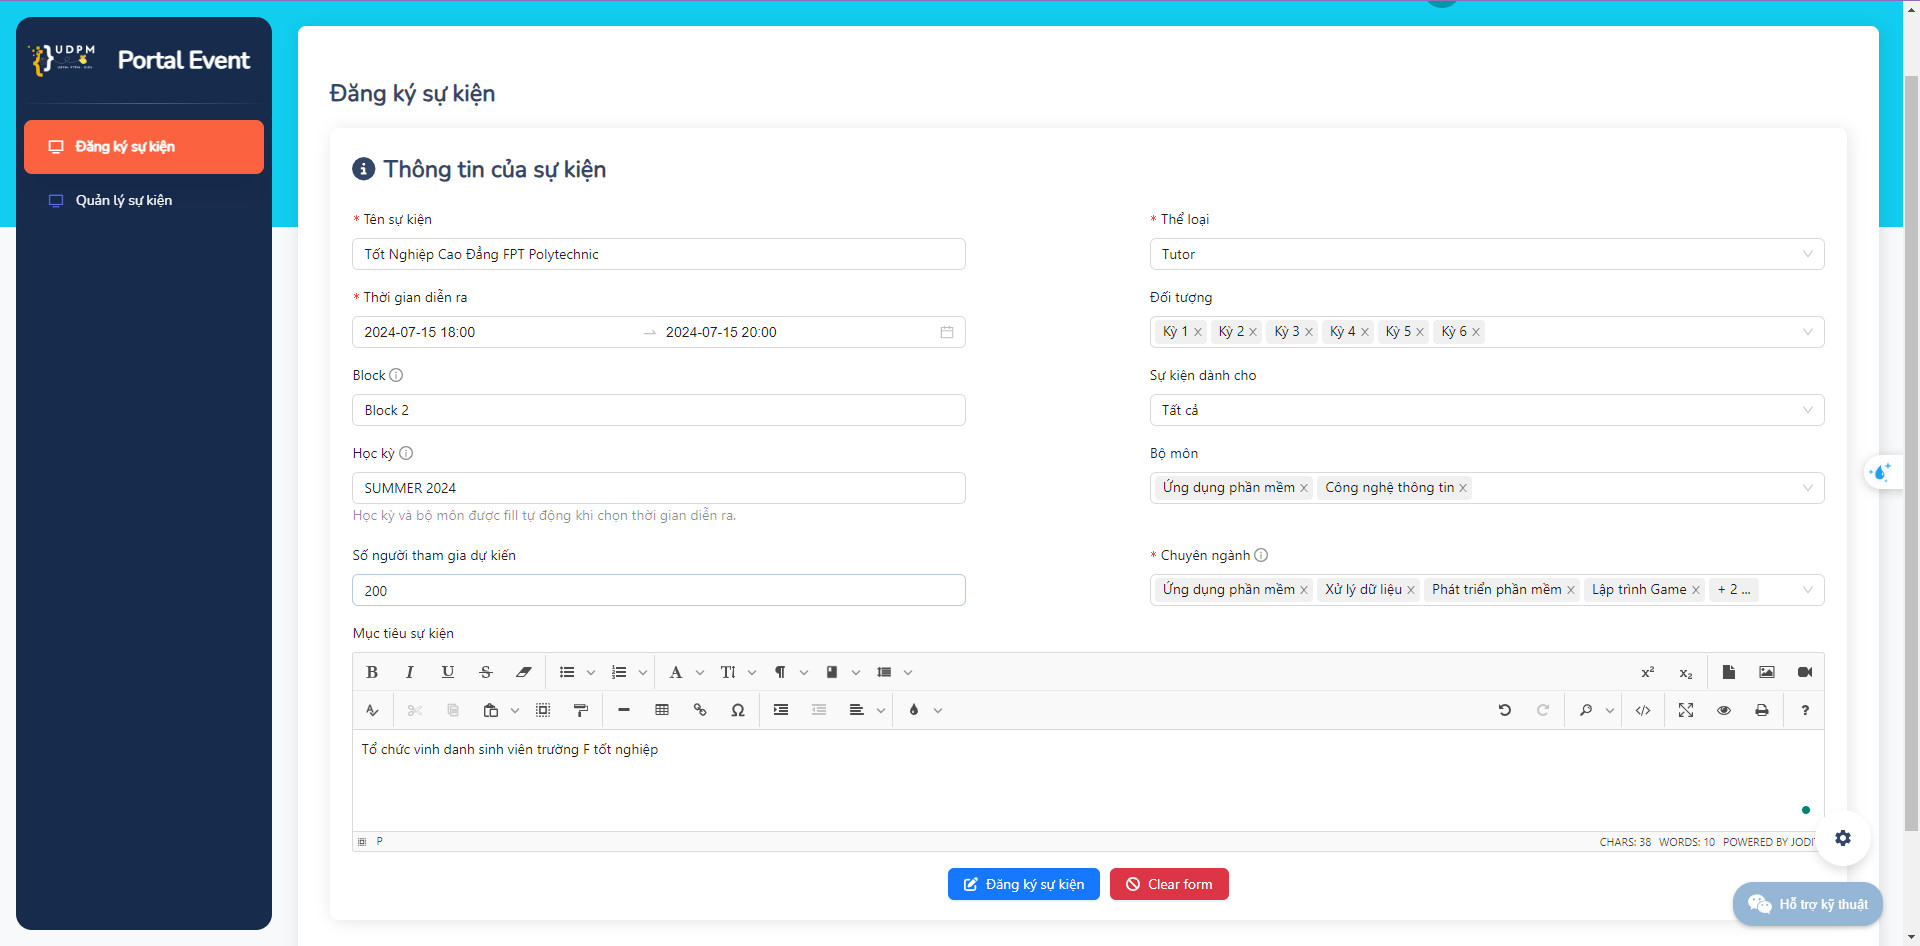 UDPM
Portal Event
Đăng ký sự kiện
Quản lý sự kiện
Đăng ký sự kiện
Thông tin của sự kiện
* Tên sự kiện
Tốt Nghiệp Cao Đẳng FPT Polytechnic
* Thể loại
Tutor
* Thời gian diễn ra
2024-07-15 18:00 → 2024-07-15 20:00
Đối tượng
Kỳ 1 Kỳ 2 Kỳ 3 Kỳ 4 Kỳ 5 Kỳ 6
Block
Block 2
Sự kiện dành cho
Tất cả
Học kỳ
SUMMER 2024
Học kỳ và bộ môn được fill tự động khi chọn thời gian diễn ra.
Bộ môn
Ứng dụng phần mềm Công nghệ thông tin
Số người tham gia dự kiến
200
* Chuyên ngành
Ứng dụng phần mềm Xử lý dữ liệu Phát triển phần mềm Lập trình Game + 2 ...
Mục tiêu sự kiện
Tổ chức vinh danh sinh viên trường F tốt nghiệp
P
CHARS: 38 WORDS: 10 POWERED BY JODI
Đăng ký sự kiện
Clear form
Hỗ trợ kỹ thuật